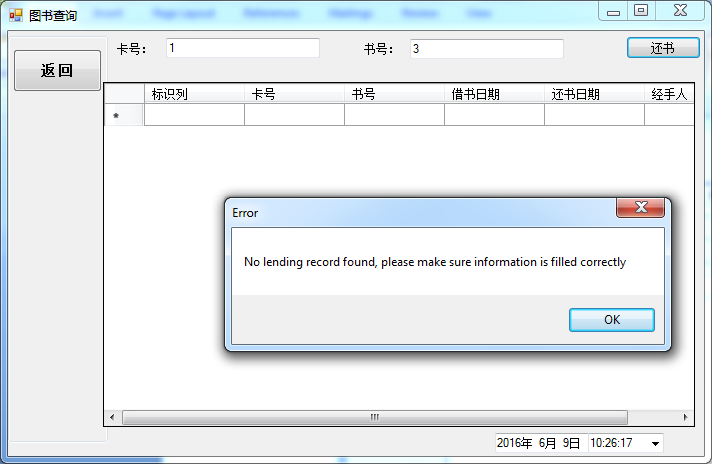 图书查询
返回
卡号： 1 书号： 3 还书
标识列 卡号 书号 借书日期 还书日期 经手人
*
Error
No lending record found, please make sure information is filled correctly
OK
2016年 6月 9日 10:26:17